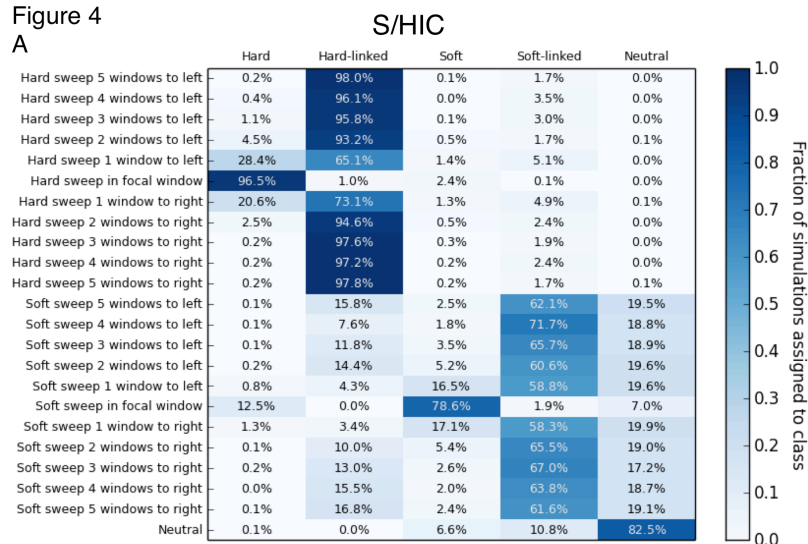 Figure 4
A
S/HIC
Hard Hard-linked Soft Soft-linked Neutral
Hard sweep 5 windows to left 0.2% 98.0% 0.1% 1.7% 0.0%
Hard sweep 4 windows to left 0.4% 96.1% 0.0% 3.5% 0.0%
Hard sweep 3 windows to left 1.1% 95.8% 0.1% 3.0% 0.0%
Hard sweep 2 windows to left 4.5% 93.2% 0.5% 1.7% 0.1%
Hard sweep 1 window to left 28.4% 65.1% 1.4% 5.1% 0.0%
Hard sweep in focal window 96.5% 1.0% 2.4% 0.1% 0.0%
Hard sweep 1 window to right 20.6% 73.1% 1.3% 4.9% 0.1%
Hard sweep 2 windows to right 2.5% 94.6% 0.5% 2.4% 0.0%
Hard sweep 3 windows to right 0.2% 97.6% 0.3% 1.9% 0.0%
Hard sweep 4 windows to right 0.2% 97.2% 0.2% 2.4% 0.0%
Hard sweep 5 windows to right 0.2% 97.8% 0.2% 1.7% 0.1%
Soft sweep 5 windows to left 0.1% 15.8% 2.5% 62.1% 19.5%
Soft sweep 4 windows to left 0.1% 7.6% 1.8% 71.7% 18.8%
Soft sweep 3 windows to left 0.1% 11.8% 3.5% 65.7% 18.9%
Soft sweep 2 windows to left 0.2% 14.4% 5.2% 60.6% 19.6%
Soft sweep 1 window to left 0.8% 4.3% 16.5% 58.8% 19.6%
Soft sweep in focal window 12.5% 0.0% 78.6% 1.9% 7.0%
Soft sweep 1 window to right 1.3% 3.4% 17.1% 58.3% 19.9%
Soft sweep 2 windows to right 0.1% 10.0% 5.4% 65.5% 19.0%
Soft sweep 3 windows to right 0.2% 13.0% 2.6% 67.0% 17.2%
Soft sweep 4 windows to right 0.0% 15.5% 2.0% 63.8% 18.7%
Soft sweep 5 windows to right 0.1% 16.8% 2.4% 61.6% 19.1%
Neutral 0.1% 0.0% 6.6% 10.8% 82.5%
1.0
0.9
0.8
0.7
0.6
0.5
0.4
0.3
0.2
0.1
0.0
Fraction of simulations assigned to class